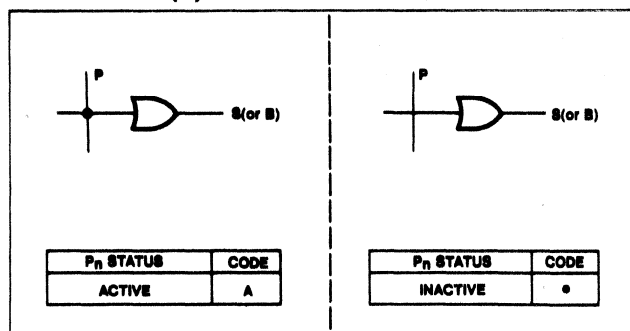 P
S(or B)
P
S(or B)
Pn STATUS CODE
ACTIVE A
Pn STATUS CODE
INACTIVE •